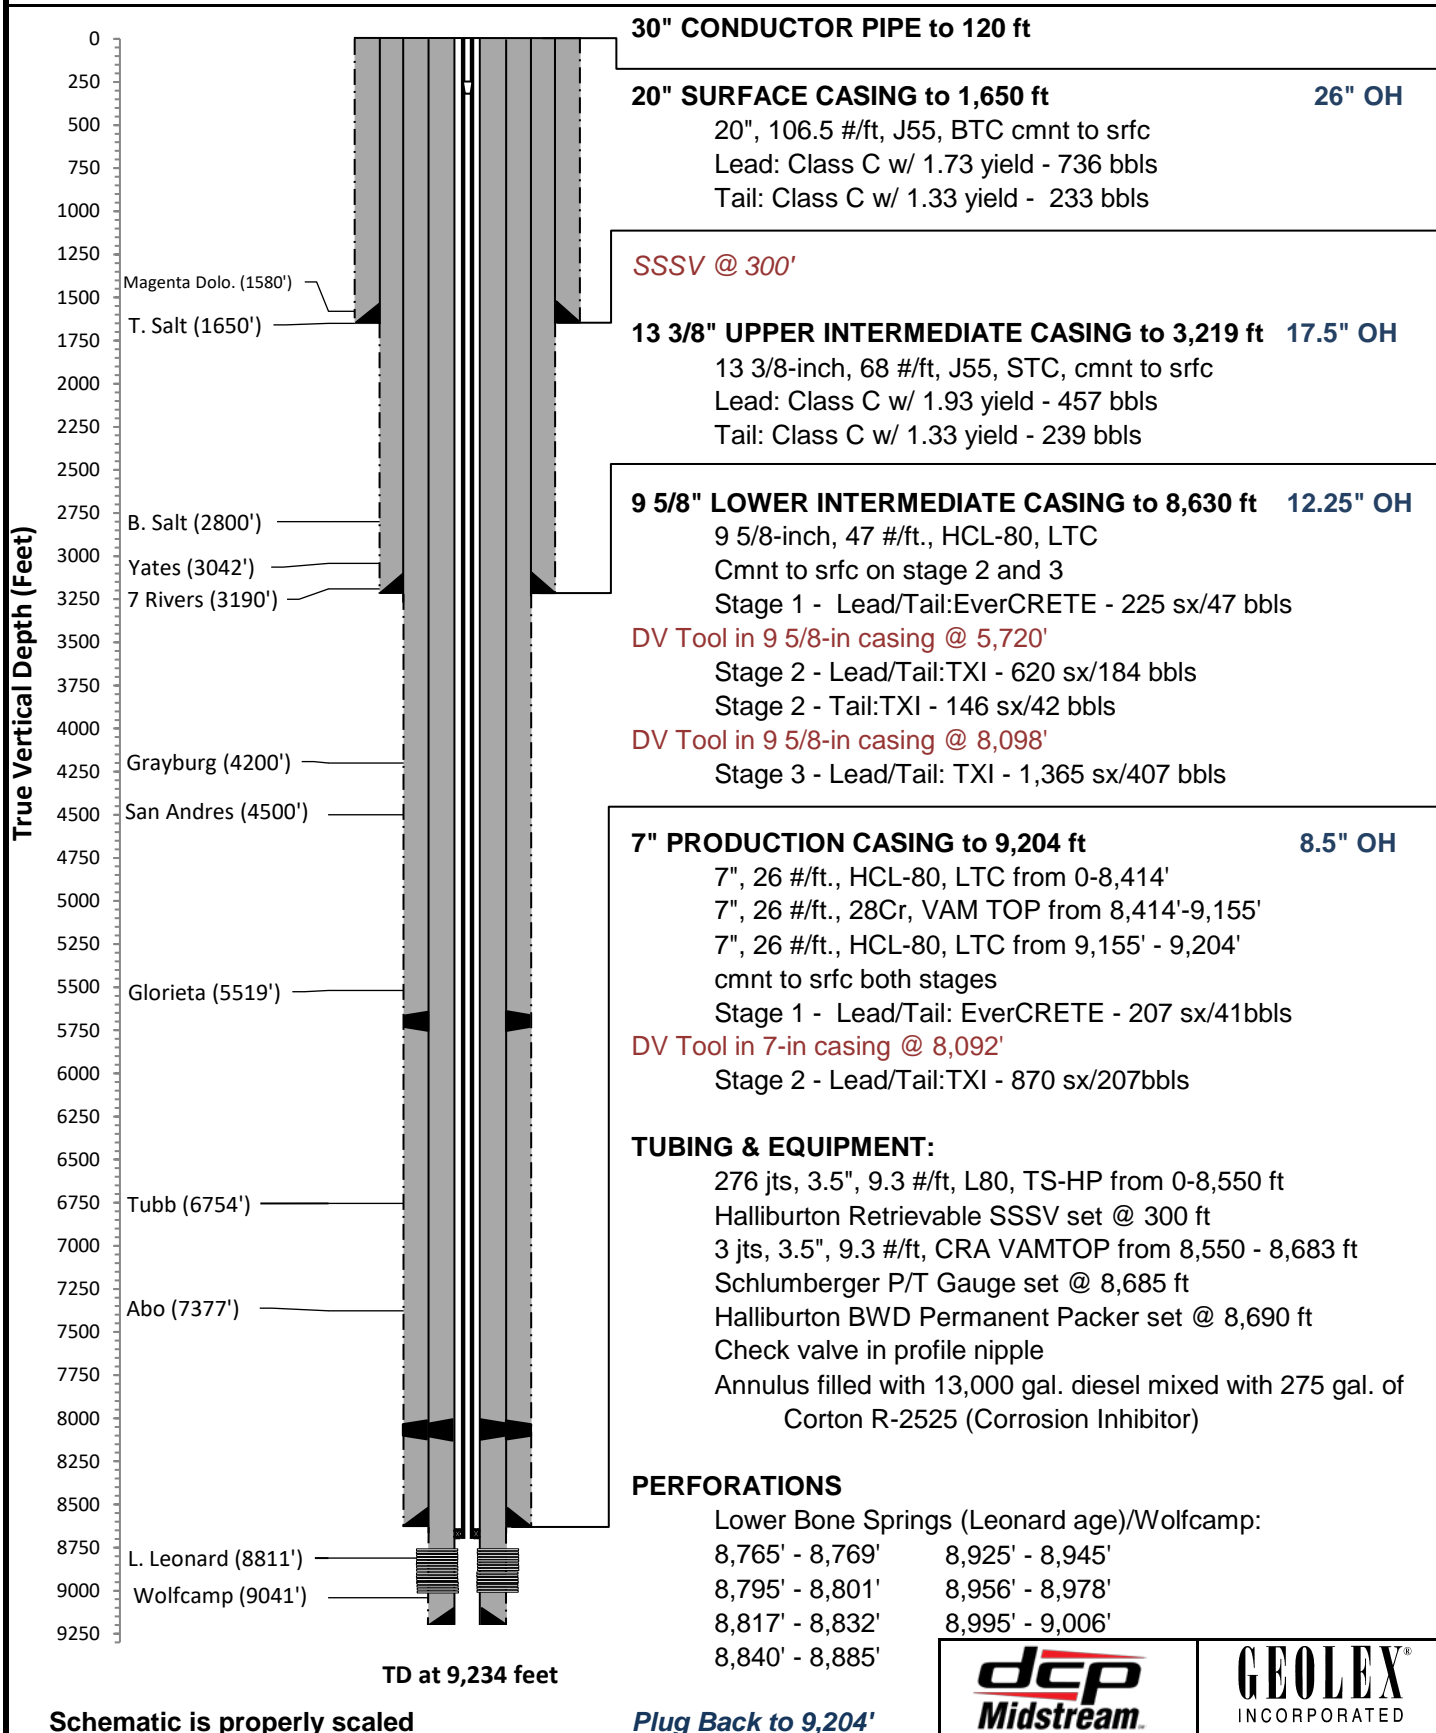 30" CONDUCTOR PIPE to 120 ft
20" SURFACE CASING to 1,650 ft 26" OH
20", 106.5 #/ft, J55, BTC cmnt to srfc
Lead: Class C w/ 1.73 yield - 736 bbls
Tail: Class C w/ 1.33 yield - 233 bbls
SSSV @ 300'
13 3/8" UPPER INTERMEDIATE CASING to 3,219 ft 17.5" OH
13 3/8-inch, 68 #/ft, J55, STC, cmnt to srfc
Lead: Class C w/ 1.93 yield - 457 bbls
Tail: Class C w/ 1.33 yield - 239 bbls
9 5/8" LOWER INTERMEDIATE CASING to 8,630 ft 12.25" OH
9 5/8-inch, 47 #/ft., HCL-80, LTC
Cmnt to srfc on stage 2 and 3
Stage 1 - Lead/Tail:EverCRETE - 225 sx/47 bbls
DV Tool in 9 5/8-in casing @ 5,720'
Stage 2 - Lead/Tail:TXI - 620 sx/184 bbls
Stage 2 - Tail:TXI - 146 sx/42 bbls
DV Tool in 9 5/8-in casing @ 8,098'
Stage 3 - Lead/Tail: TXI - 1,365 sx/407 bbls
7" PRODUCTION CASING to 9,204 ft 8.5" OH
7", 26 #/ft., HCL-80, LTC from 0-8,414'
7", 26 #/ft., 28Cr, VAM TOP from 8,414'-9,155'
7", 26 #/ft., HCL-80, LTC from 9,155' - 9,204'
cmnt to srfc both stages
Stage 1 - Lead/Tail: EverCRETE - 207 sx/41bbls
DV Tool in 7-in casing @ 8,092'
Stage 2 - Lead/Tail:TXI - 870 sx/207bbls
TUBING & EQUIPMENT:
276 jts, 3.5", 9.3 #/ft, L80, TS-HP from 0-8,550 ft
Halliburton Retrievable SSSV set @ 300 ft
3 jts, 3.5", 9.3 #/ft, CRA VAMTOP from 8,550 - 8,683 ft
Schlumberger P/T Gauge set @ 8,685 ft
Halliburton BWD Permanent Packer set @ 8,690 ft
Check valve in profile nipple
Annulus filled with 13,000 gal. diesel mixed with 275 gal. of
Corton R-2525 (Corrosion Inhibitor)
PERFORATIONS
Lower Bone Springs (Leonard age)/Wolfcamp:
8,765' - 8,769' 8,925' - 8,945'
8,795' - 8,801' 8,956' - 8,978'
8,817' - 8,832' 8,995' - 9,006'
8,840' - 8,885'
Plug Back to 9,204'
dcp
Midstream
GEOLEX®
INCORPORATED
True Vertical Depth (Feet)
0
250
500
750
1000
1250
1500
1750
2000
2250
2500
2750
3000
3250
3500
3750
4000
4250
4500
4750
5000
5250
5500
5750
6000
6250
6500
6750
7000
7250
7500
7750
8000
8250
8500
8750
9000
9250
Magenta Dolo. (1580')
T. Salt (1650')
B. Salt (2800')
Yates (3042')
7 Rivers (3190')
Grayburg (4200')
San Andres (4500')
Glorieta (5519')
Tubb (6754')
Abo (7377')
L. Leonard (8811')
Wolfcamp (9041')
TD at 9,234 feet
Schematic is properly scaled